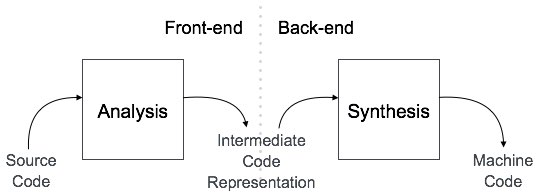 Front-end
Back-end
Analysis
Synthesis
Source
Code
Intermediate
Code
Representation
Machine
Code